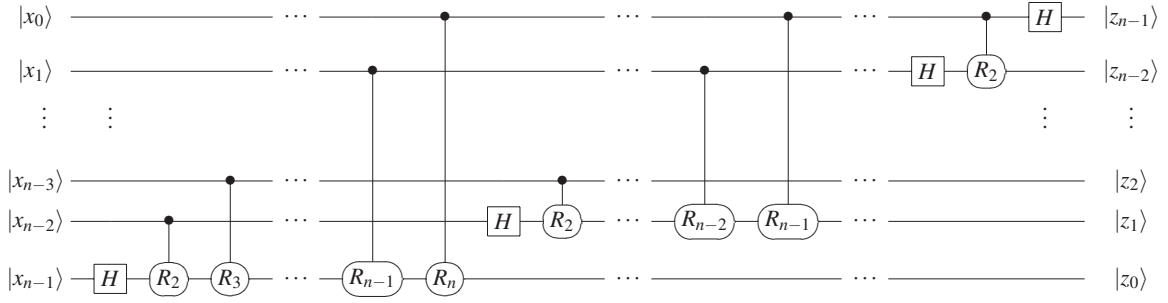 |x₀⟩ ··· ··· ··· H |zₙ₋₁⟩
|x₁⟩ ··· ··· ··· H R₂ |zₙ₋₂⟩
⋮ ⋮ ⋮ ⋮
|xₙ₋₃⟩ ··· ··· ··· |z₂⟩
|xₙ₋₂⟩ ··· H R₂ ··· Rₙ₋₂ Rₙ₋₁ ··· |z₁⟩
|xₙ₋₁⟩ H R₂ R₃ ··· Rₙ₋₁ Rₙ ··· ··· |z₀⟩